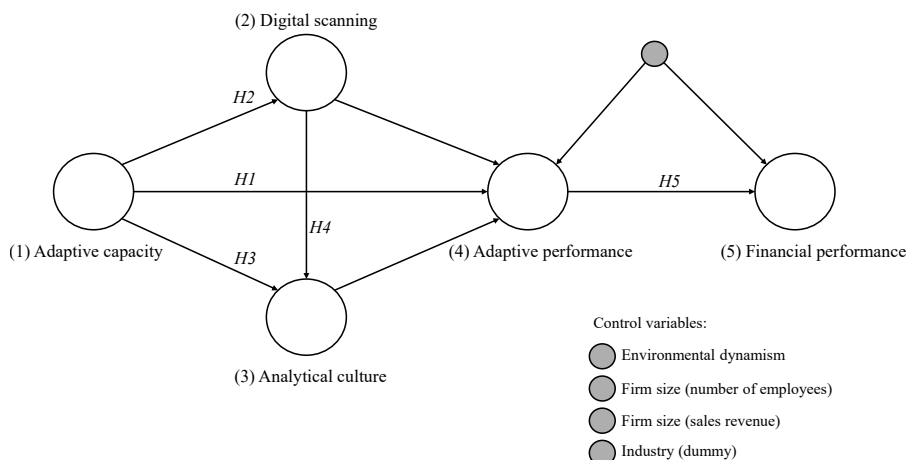 (2) Digital scanning
H2
H1
H5
H4
(1) Adaptive capacity
H3
(4) Adaptive performance
(5) Financial performance
(3) Analytical culture
Control variables:
Environmental dynamism
Firm size (number of employees)
Firm size (sales revenue)
Industry (dummy)